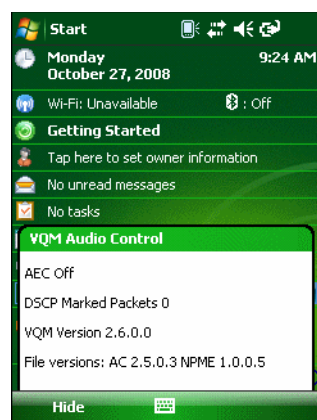 Start
Monday 9:24 AM
October 27, 2008
Wi-Fi: Unavailable : Off
Getting Started
Tap here to set owner information
No unread messages
No tasks
VQM Audio Control
AEC Off
DSCP Marked Packets 0
VQM Version 2.6.0.0
File versions: AC 2.5.0.3 NPME 1.0.0.5
Hide